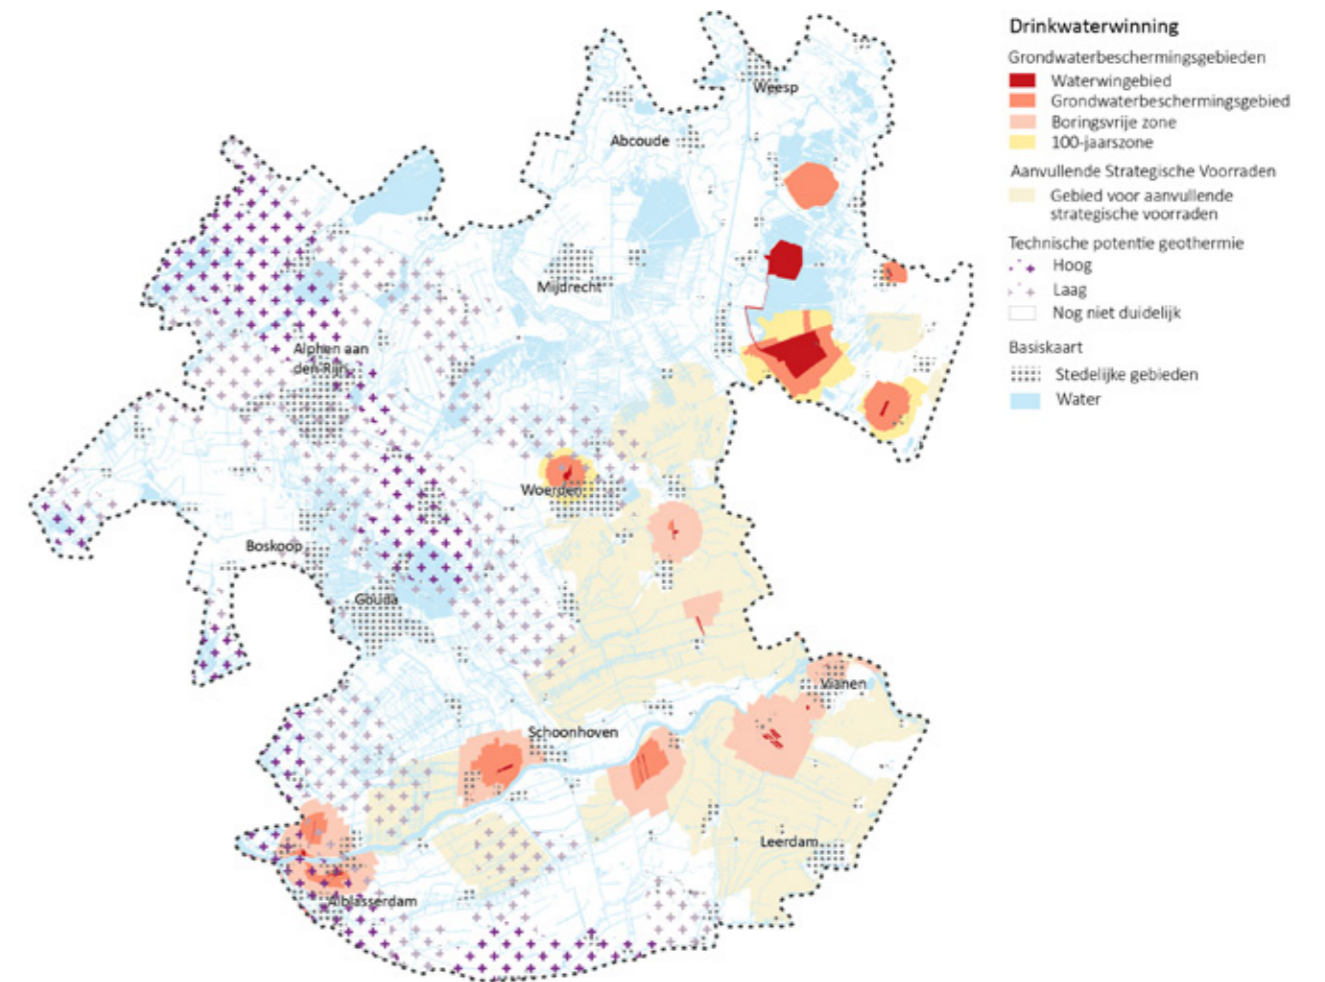 Drinkwaterwinning
Grondwaterbeschermingsgebieden
Waterwingebied
Grondwaterbeschermingsgebied
Boringsvrije zone
100-jaarszone
Aanvullende Strategische Voorraden
Gebied voor aanvullende
strategische voorraden
Technische potentie geothermie
Hoog
Laag
Nog niet duidelijk
Basiskaart
Stedelijke gebieden
Water
Weesp
Abcoude
Mijdrecht
Alphen aan
den Rijn
Woerden
Boskoop
Gouda
Vianen
Schoonhoven
Leerdam
Alblasserdam